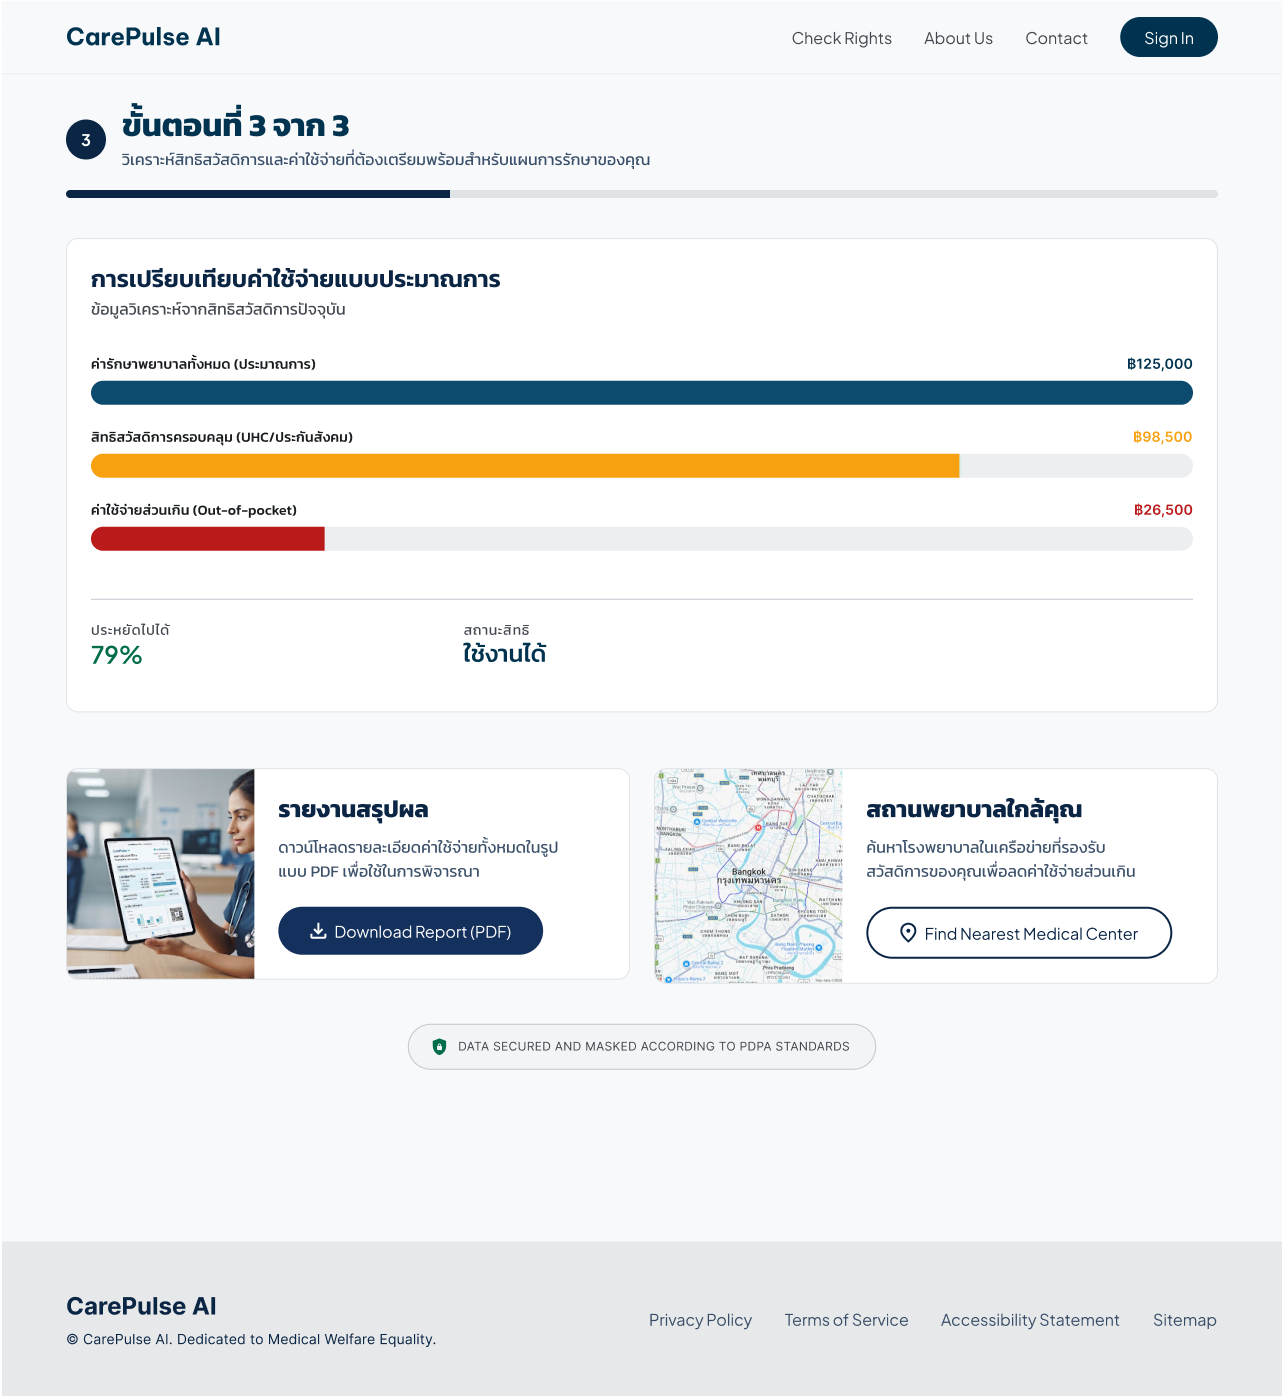 CarePulse AI
Check Rights
About Us
Contact
Sign In
3
ขั้นตอนที่ 3 จาก 3
วิเคราะห์สิทธิสวัสดิการและค่าใช้จ่ายที่ต้องเตรียมพร้อมสำหรับแผนการรักษาของคุณ
การเปรียบเทียบค่าใช้จ่ายแบบประมาณการ
ข้อมูลวิเคราะห์จากสิทธิสวัสดิการปัจจุบัน
ค่ารักษาพยาบาลทั้งหมด (ประมาณการ)
฿125,000
สิทธิสวัสดิการครอบคลุม (UHC/ประกันสังคม)
฿98,500
ค่าใช้จ่ายส่วนเกิน (Out-of-pocket)
฿26,500
ประหยัดไปได้
79%
สถานะสิทธิ
ใช้งานได้
รายงานสรุปผล
ดาวน์โหลดรายละเอียดค่าใช้จ่ายทั้งหมดในรูป
แบบ PDF เพื่อใช้ในการพิจารณา
Download Report (PDF)
Bangkok
กรุงเทพมหานคร
สถานพยาบาลใกล้คุณ
ค้นหาโรงพยาบาลในเครือข่ายที่รองรับ
สวัสดิการของคุณเพื่อลดค่าใช้จ่ายส่วนเกิน
Find Nearest Medical Center
DATA SECURED AND MASKED ACCORDING TO PDPA STANDARDS
CarePulse AI
© CarePulse AI. Dedicated to Medical Welfare Equality.
Privacy Policy
Terms of Service
Accessibility Statement
Sitemap